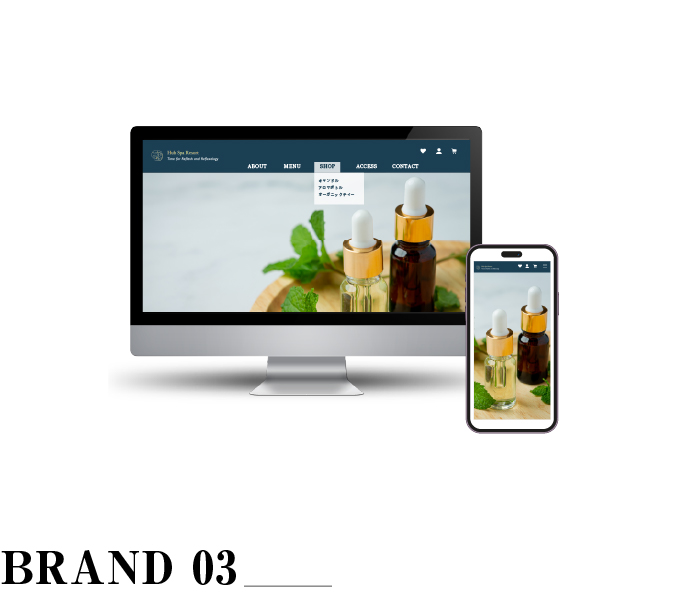 Hub Spa Resort
Time for Refresh and Reflexology
ABOUT MENU SHOP ACCESS CONTACT
キャンドル
アロマボトル
オーガニックティー
BRAND 03